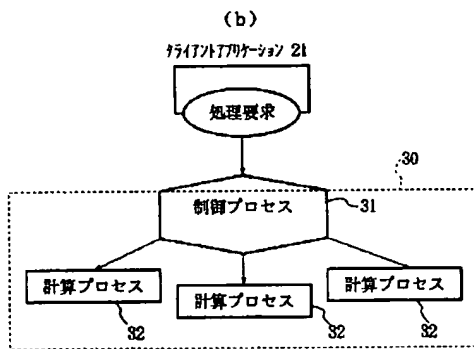 (b)
クライアントアプリケーション 21
処理要求
30
制御プロセス
31
計算プロセス
計算プロセス
計算プロセス
32
32
32